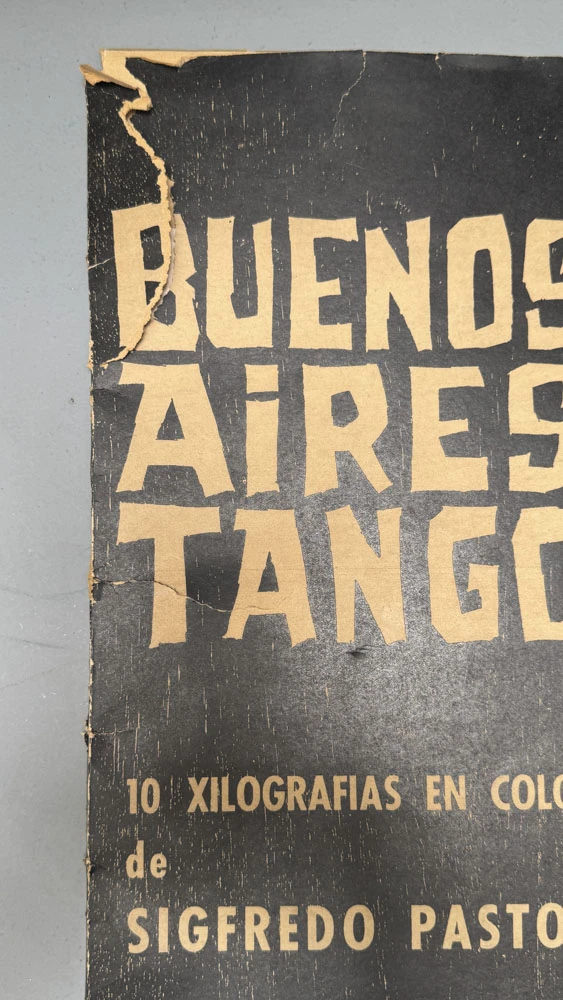 BUENOS
AiRES
TANGO
10 XILOGRAFIAS EN COLO
de
SIGFREDO PASTO